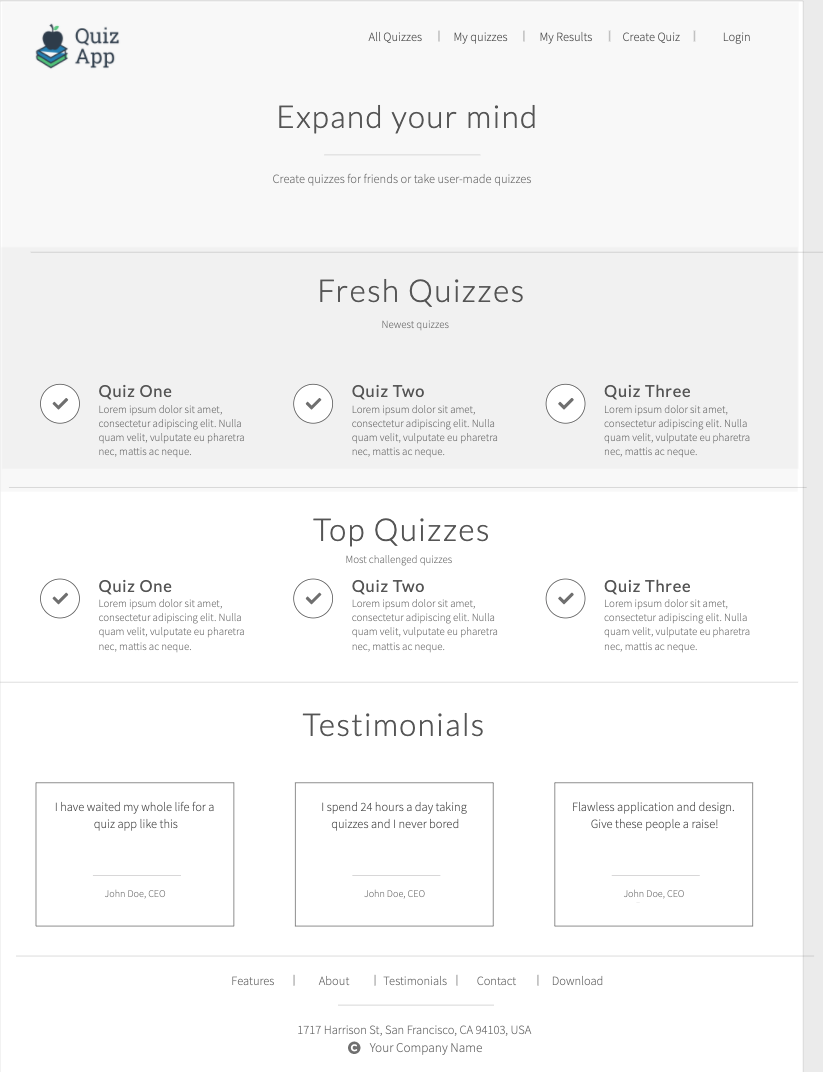 Quiz
App
All Quizzes | My quizzes | My Results | Create Quiz | Login
Expand your mind
Create quizzes for friends or take user-made quizzes
Fresh Quizzes
Newest quizzes
Quiz One
Lorem ipsum dolor sit amet,
consectetur adipiscing elit. Nulla
quam velit, vulputate eu pharetra
nec, mattis ac neque.
Quiz Two
Lorem ipsum dolor sit amet,
consectetur adipiscing elit. Nulla
quam velit, vulputate eu pharetra
nec, mattis ac neque.
Quiz Three
Lorem ipsum dolor sit amet,
consectetur adipiscing elit. Nulla
quam velit, vulputate eu pharetra
nec, mattis ac neque.
Top Quizzes
Most challenged quizzes
Quiz One
Lorem ipsum dolor sit amet,
consectetur adipiscing elit. Nulla
quam velit, vulputate eu pharetra
nec, mattis ac neque.
Quiz Two
Lorem ipsum dolor sit amet,
consectetur adipiscing elit. Nulla
quam velit, vulputate eu pharetra
nec, mattis ac neque.
Quiz Three
Lorem ipsum dolor sit amet,
consectetur adipiscing elit. Nulla
quam velit, vulputate eu pharetra
nec, mattis ac neque.
Testimonials
I have waited my whole life for a
quiz app like this
John Doe, CEO
I spend 24 hours a day taking
quizzes and I never bored
John Doe, CEO
Flawless application and design.
Give these people a raise!
John Doe, CEO
Features | About | Testimonials | Contact | Download
1717 Harrison St, San Francisco, CA 94103, USA
© Your Company Name